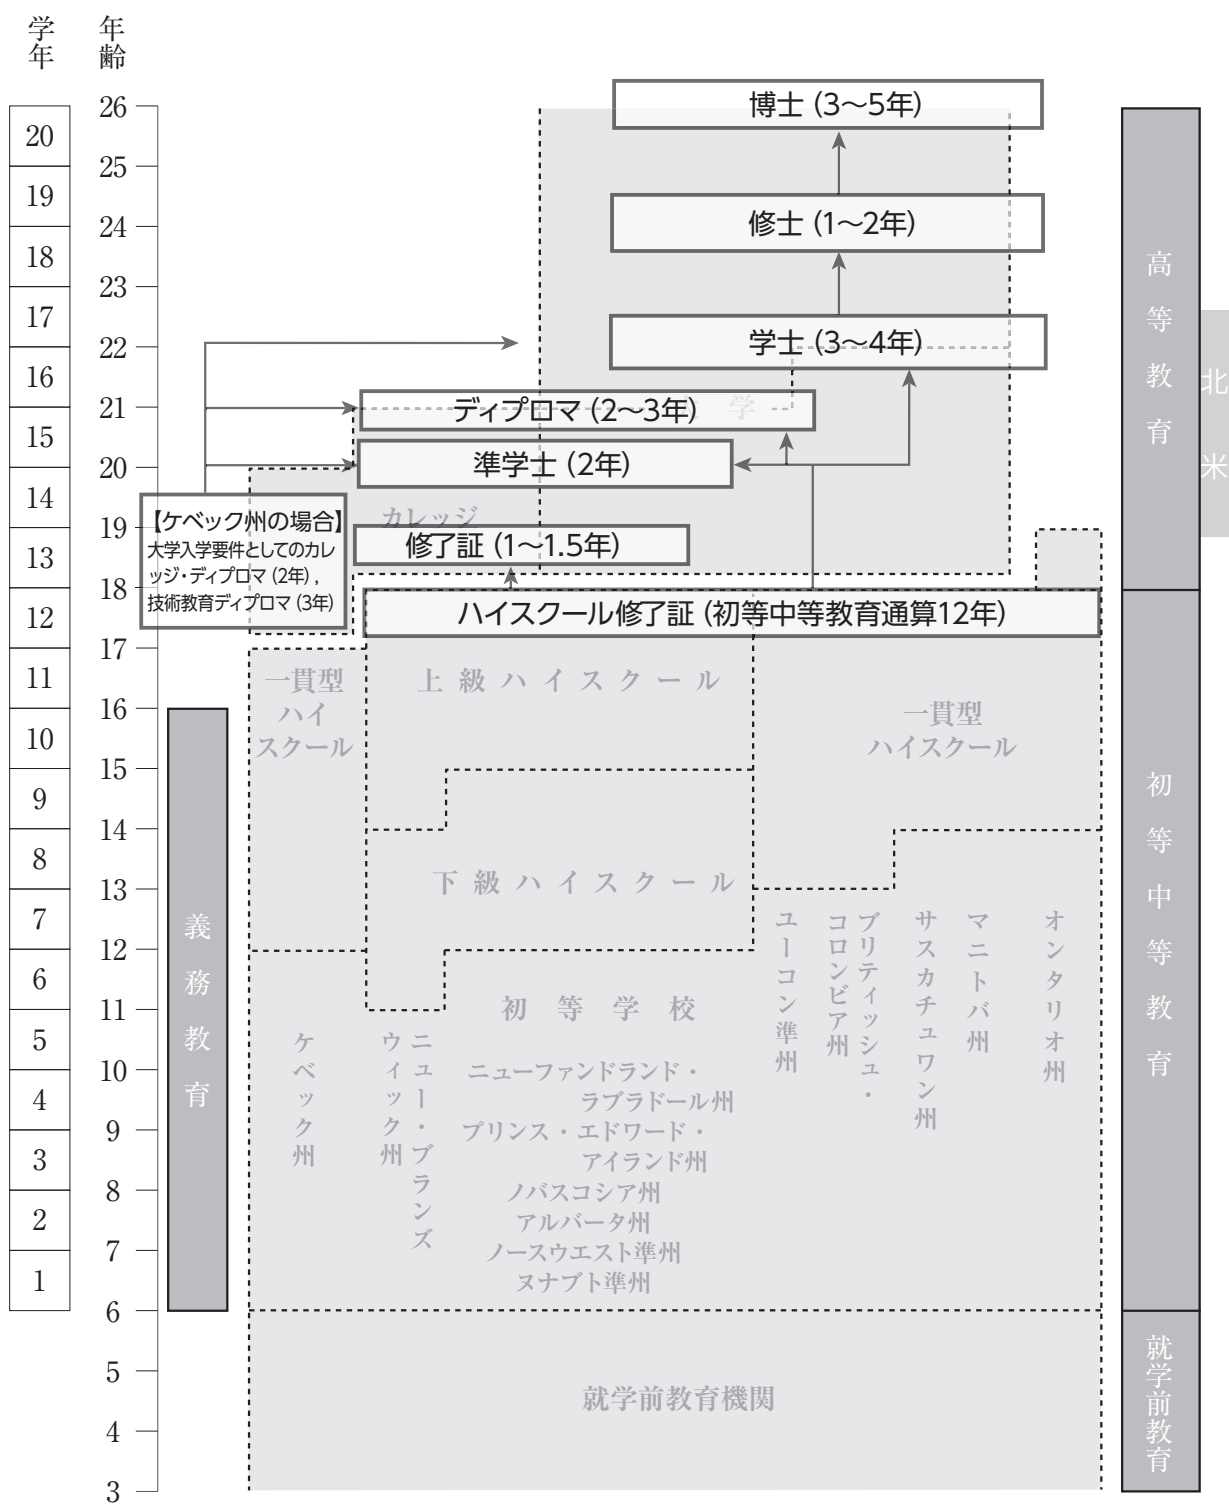 学年
年齢
20
19
18
17
16
15
14
13
12
11
10
9
8
7
6
5
4
3
2
1
26
25
24
23
22
21
20
19
18
17
16
15
14
13
12
11
10
9
8
7
6
5
4
3
義務教育
博士（3〜5年）
修士（1〜2年）
学士（3〜4年）
学
ディプロマ（2〜3年）
準学士（2年）
カレッジ
修了証（1〜1.5年）
【ケベック州の場合】
大学入学要件としてのカレ
ッジ・ディプロマ（2年），
技術教育ディプロマ（3年）
ハイスクール修了証（初等中等教育通算12年）
一貫型
ハイ
スクール
上級ハイスクール
一貫型
ハイスクール
下級ハイスクール
初等学校
ケベック州
ニュー・ブランズ
ウィック州
ニューファンドランド・
ラブラドール州
プリンス・エドワード・
アイランド州
ノバスコシア州
アルバータ州
ノースウエスト準州
ヌナブト準州
ユーコン準州
ブリティッシュ・
コロンビア州
サスカチュワン州
マニトバ州
オンタリオ州
就学前教育機関
高等教育
初等中等教育
就学前教育
北米